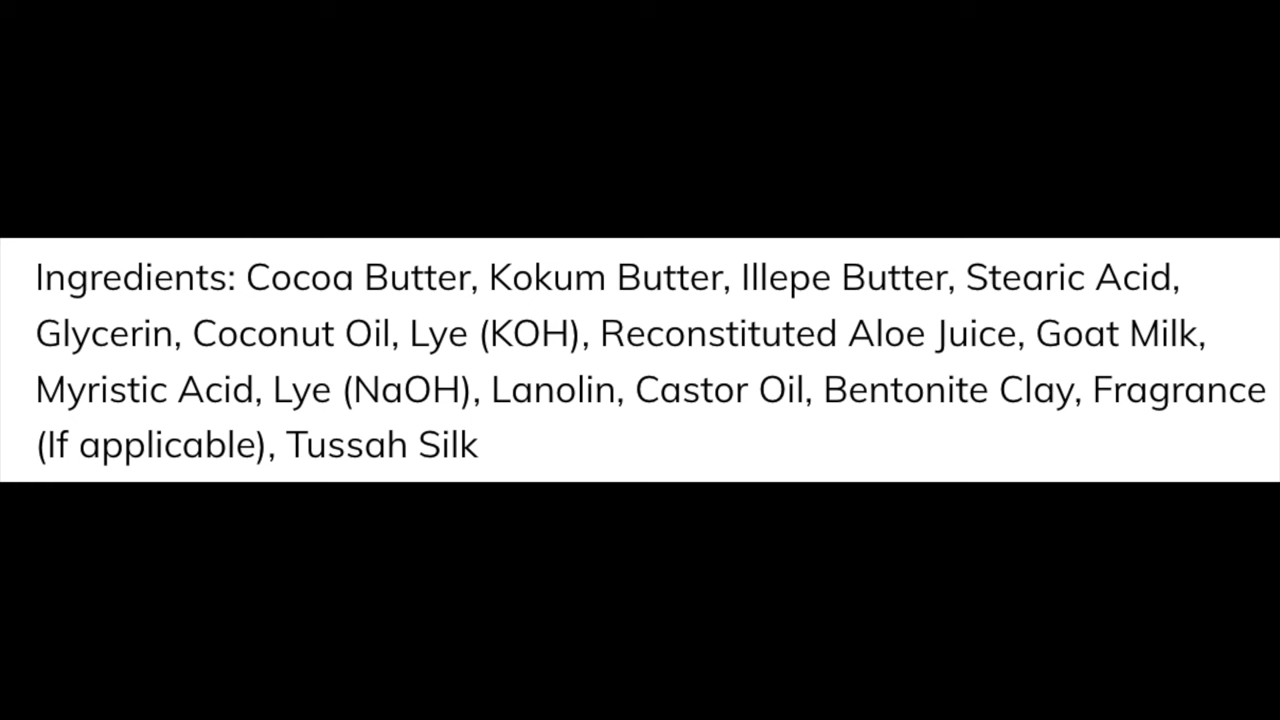 Ingredients: Cocoa Butter, Kokum Butter, Illepe Butter, Stearic Acid,
Glycerin, Coconut Oil, Lye (KOH), Reconstituted Aloe Juice, Goat Milk,
Myristic Acid, Lye (NaOH), Lanolin, Castor Oil, Bentonite Clay, Fragrance
(If applicable), Tussah Silk